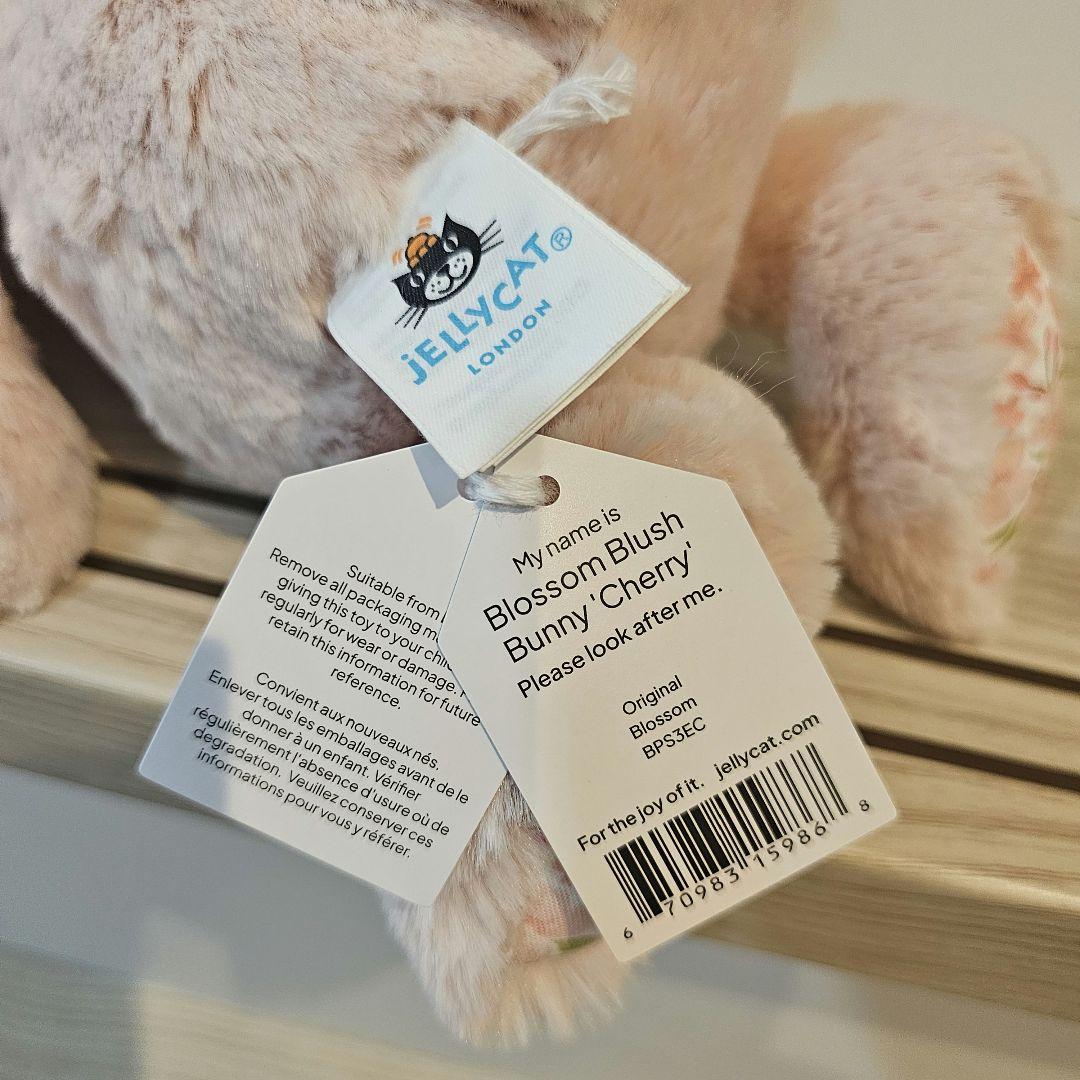 JELLYCAT®
LONDON
Suitable from
Remove all packaging
giving this toy to your
regularly for wear or damage.
retain this information for future
reference.
Convient aux nouveaux nés.
Enlever tous les emballages avant de le
donner à un enfant. Vérifier
régulièrement l'absence d'usure où de
degradation. Veuillez conserver ces
informations pour vous y référer.
My name is
Blossom Blush
Bunny 'Cherry'
Please look after me.
Original
Blossom
BPS3EC
For the joy of it. jellycat.com
6 70983 15986 8